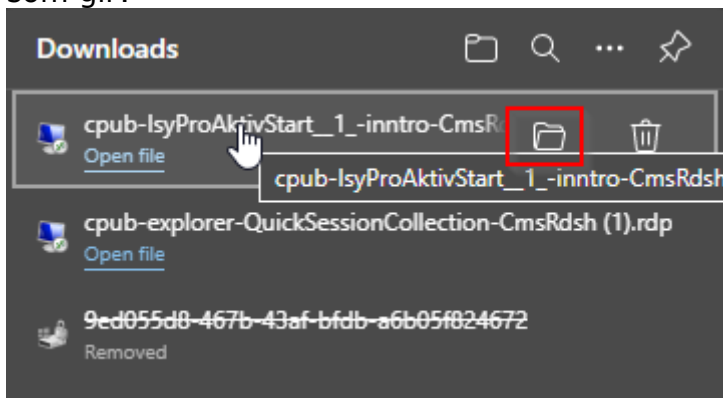 Downloads
cpub-IsyProAktivStart__1_-inntro-CmsR
Open file
cpub-IsyProAktivStart__1_-inntro-CmsRdsh
cpub-explorer-QuickSessionCollection-CmsRdsh (1).rdp
Open file
9ed055d8-467b-43af-bfdb-a6b05f824672
Removed